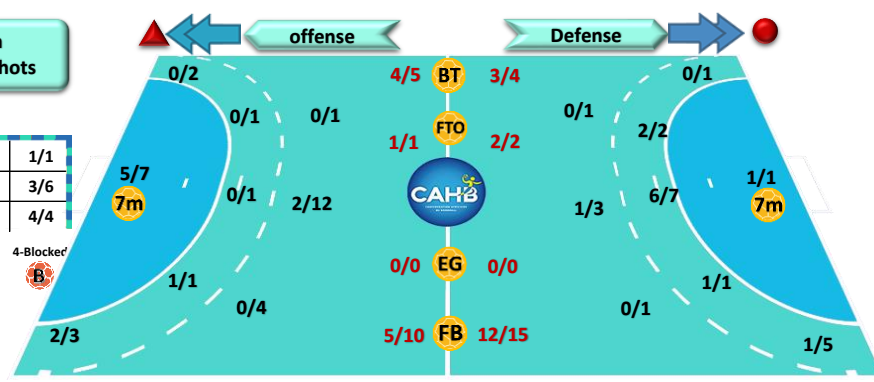 offense
Defense
hots
0/2
4/5 BT 3/4
0/1
0/1
0/1
0/1
1/1 FTO 2/2
2/2
1/1
3/6
4/4
5/7
7m
0/1
2/12
CAHB
1/3
6/7
1/1
7m
4-Blocked
B
0/0 EG 0/0
1/1
1/1
0/4
0/1
2/3
5/10 FB 12/15
1/5